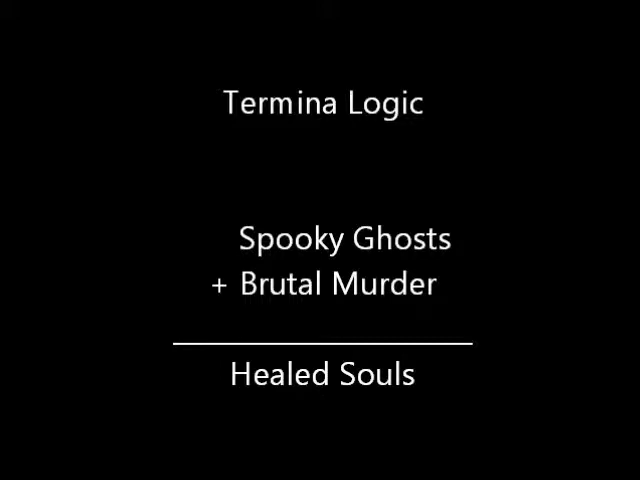 Termina Logic
Spooky Ghosts
+ Brutal Murder
Healed Souls